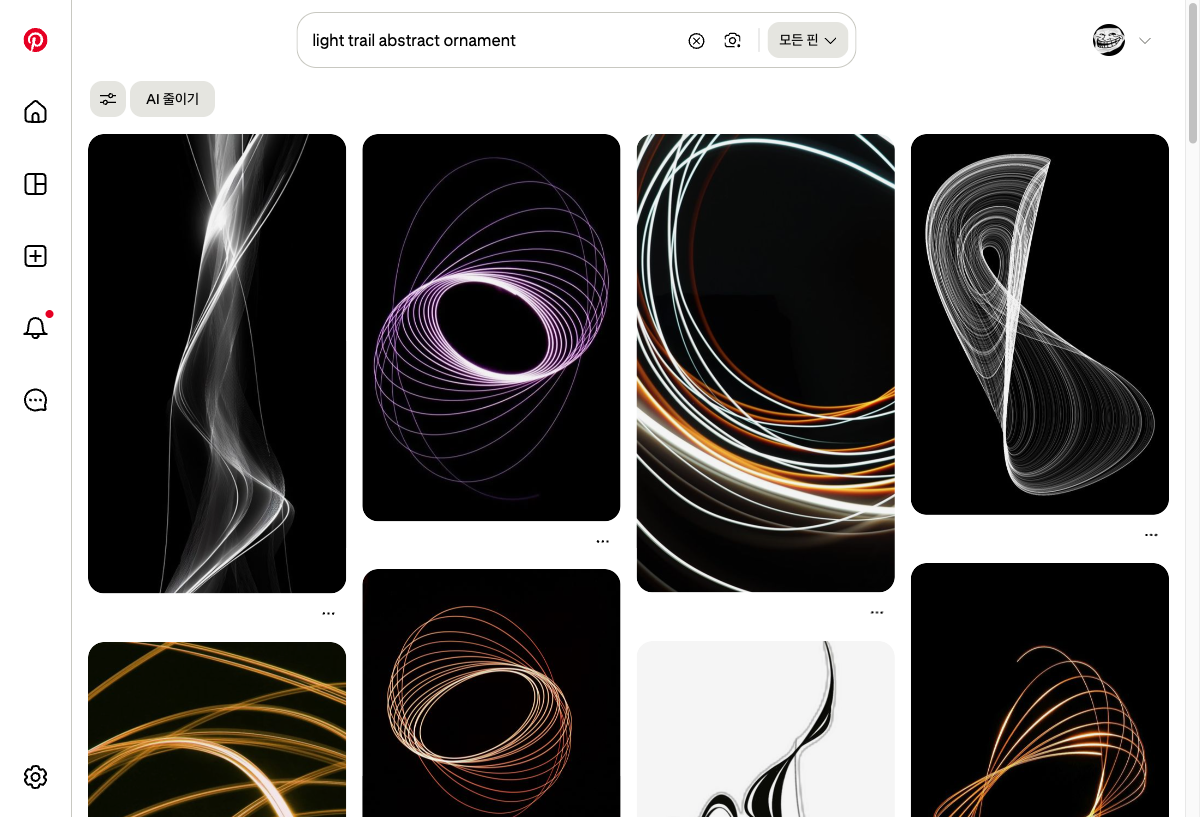 light trail abstract ornament
모든 핀
AI 줄이기